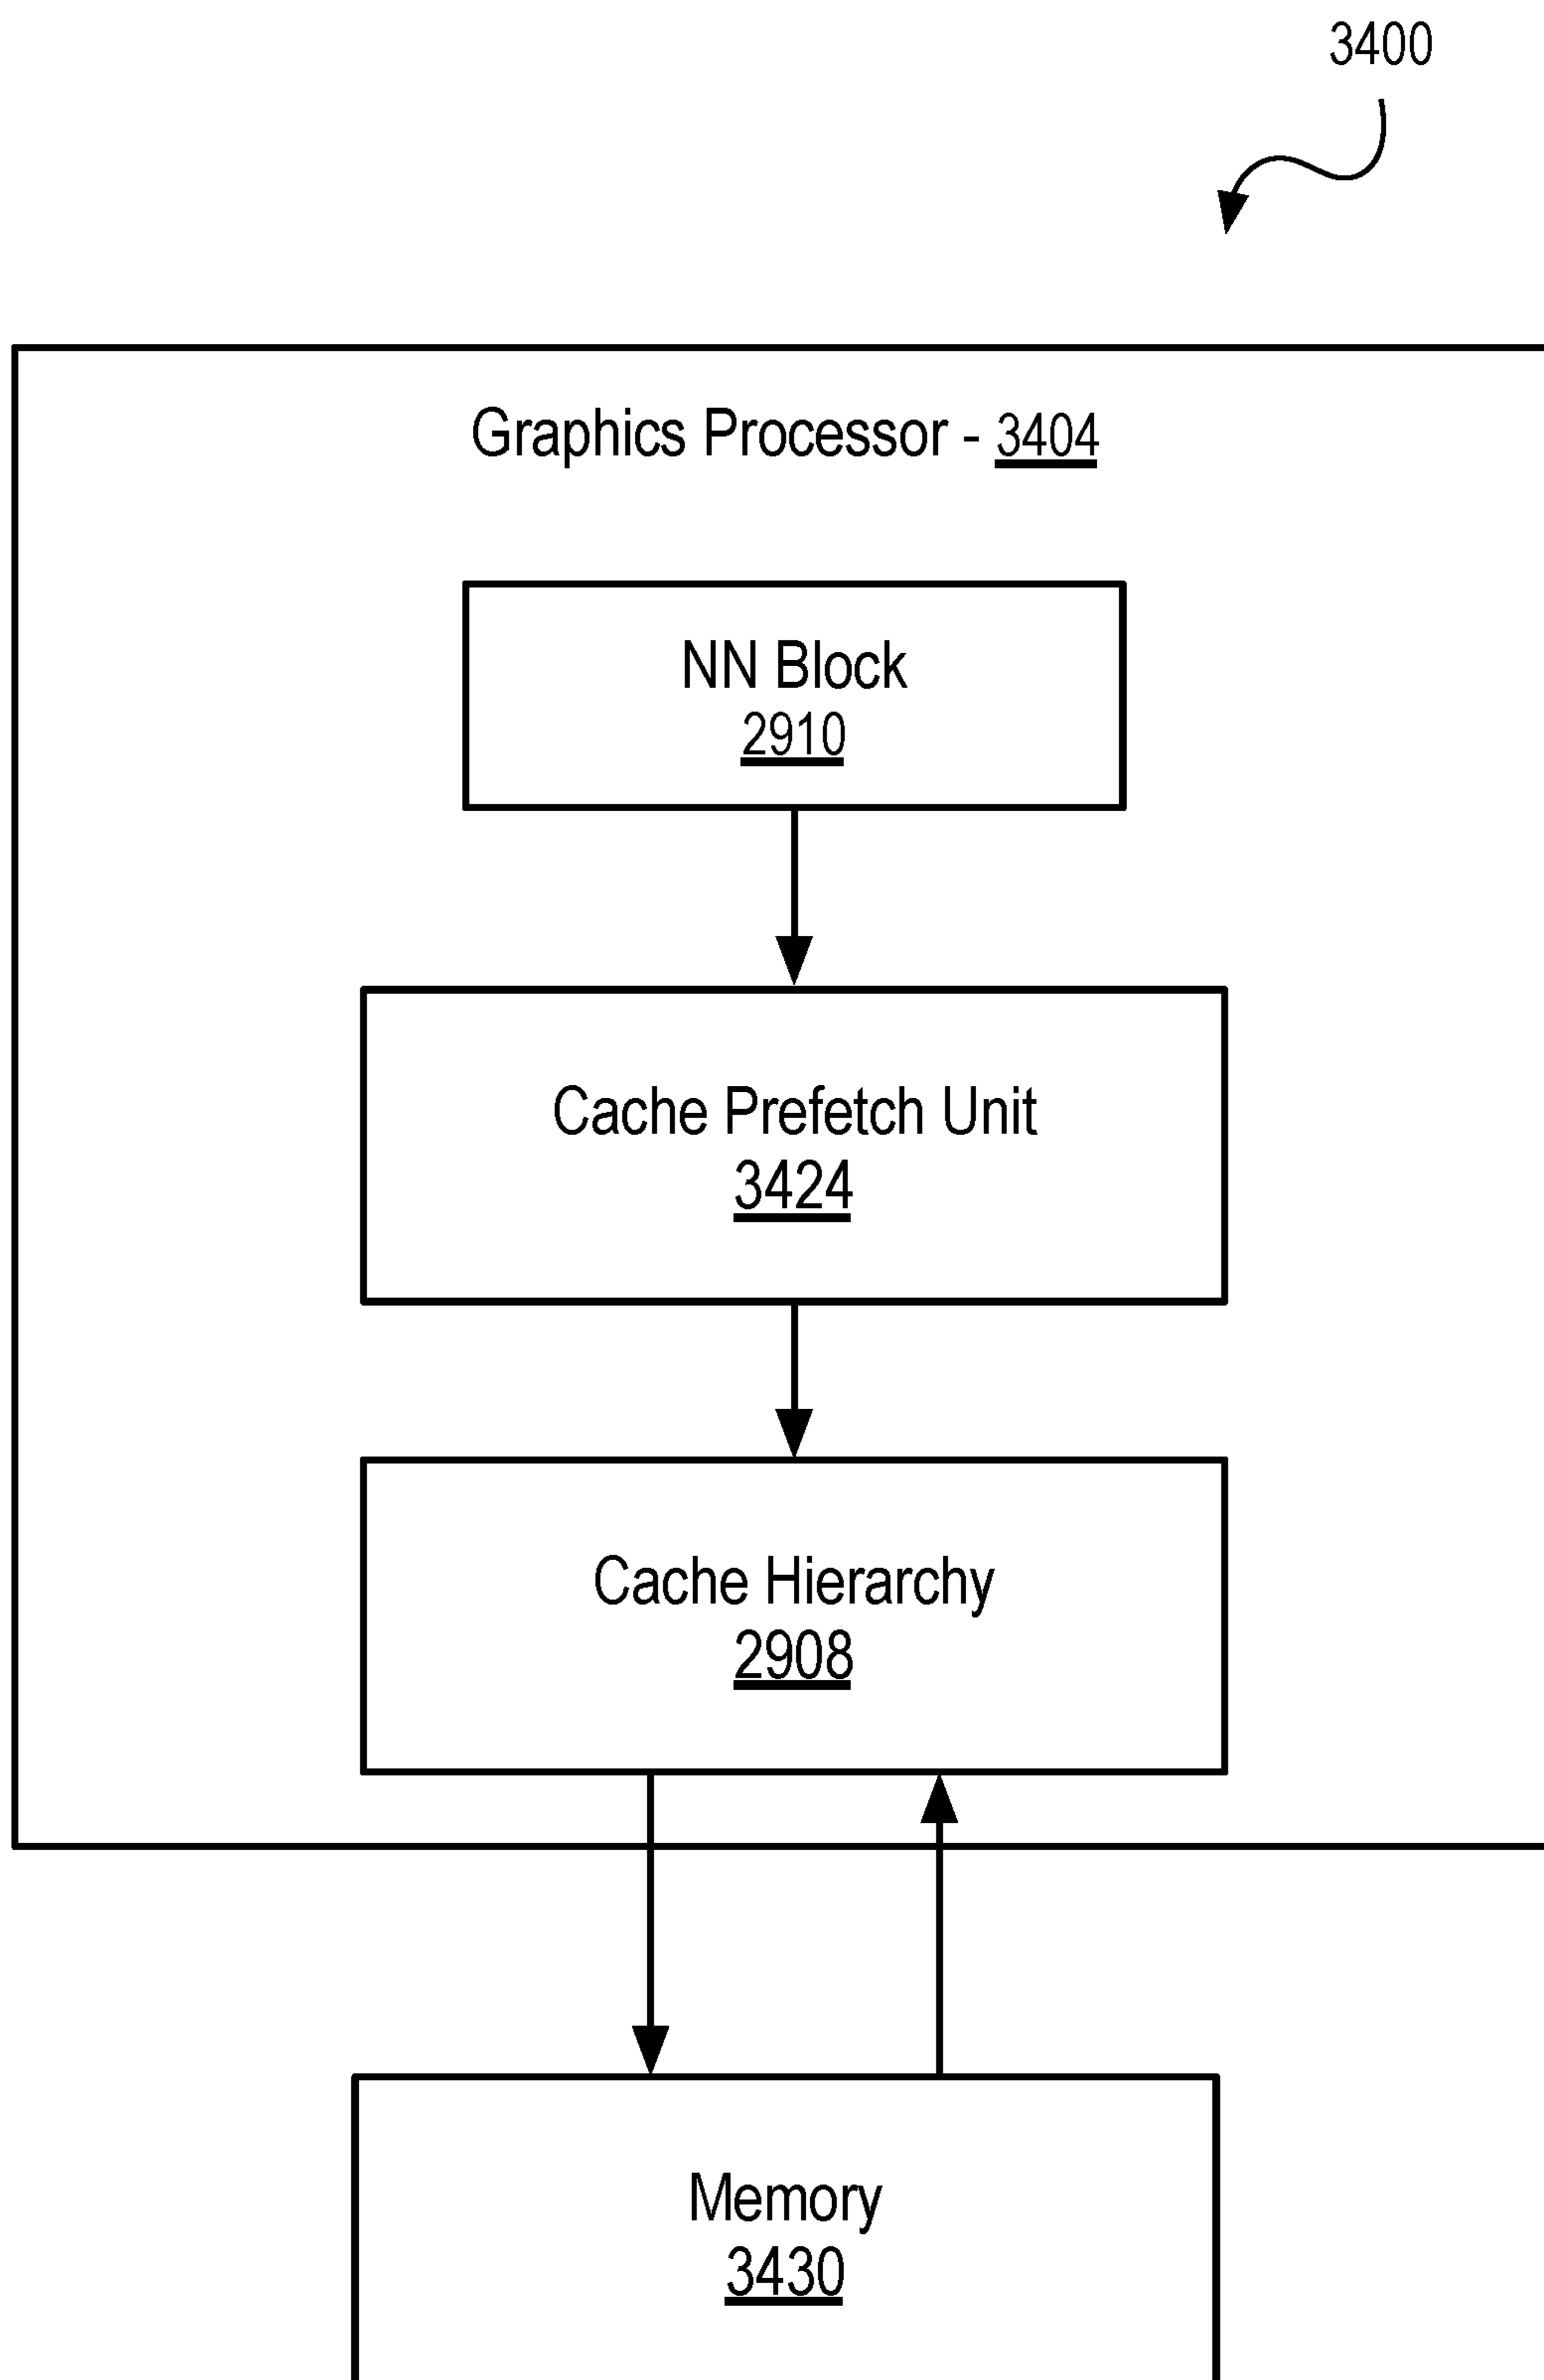 3400
Graphics Processor - 3404
NN Block
2910
Cache Prefetch Unit
3424
Cache Hierarchy
2908
Memory
3430